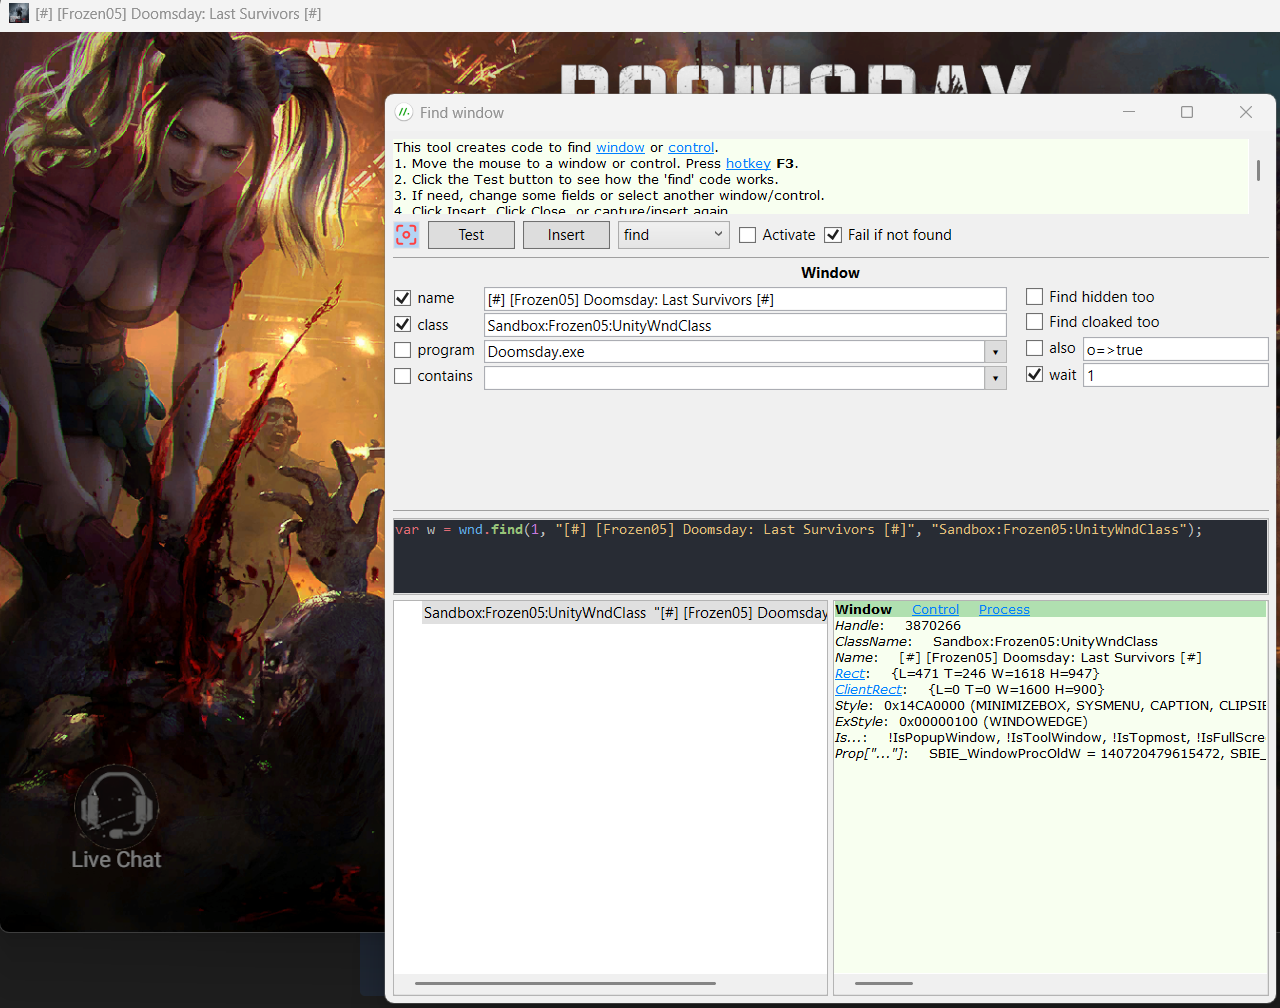 [#] [Frozen05] Doomsday: Last Survivors [#]
DOOMSDAY
Find window
This tool creates code to find window or control.
1. Move the mouse to a window or control. Press hotkey F3.
2. Click the Test button to see how the 'find' code works.
3. If need, change some fields or select another window/control.
4. Click Insert. Click Close, or capture/insert again.
Test
Insert
find
Activate
Fail if not found
Window
name
[#] [Frozen05] Doomsday: Last Survivors [#]
Find hidden too
class
Sandbox:Frozen05:UnityWndClass
Find cloaked too
program
Doomsday.exe
also
o=>true
contains
wait
1
var w = wnd.find(1, "[#] [Frozen05] Doomsday: Last Survivors [#]", "Sandbox:Frozen05:UnityWndClass");
Sandbox:Frozen05:UnityWndClass "[#] [Frozen05] Doomsday
Window Control Process
Handle: 3870266
ClassName: Sandbox:Frozen05:UnityWndClass
Name: [#] [Frozen05] Doomsday: Last Survivors [#]
Rect: {L=471 T=246 W=1618 H=947}
ClientRect: {L=0 T=0 W=1600 H=900}
Style: 0x14CA0000 (MINIMIZEBOX, SYSMENU, CAPTION, CLIPSIB
ExStyle: 0x00000100 (WINDOWEDGE)
Is...: !IsPopupWindow, !IsToolWindow, !IsTopmost, !IsFullScre
Prop["..."]: SBIE_WindowProcOldW = 140720479615472, SBIE_
Live Chat